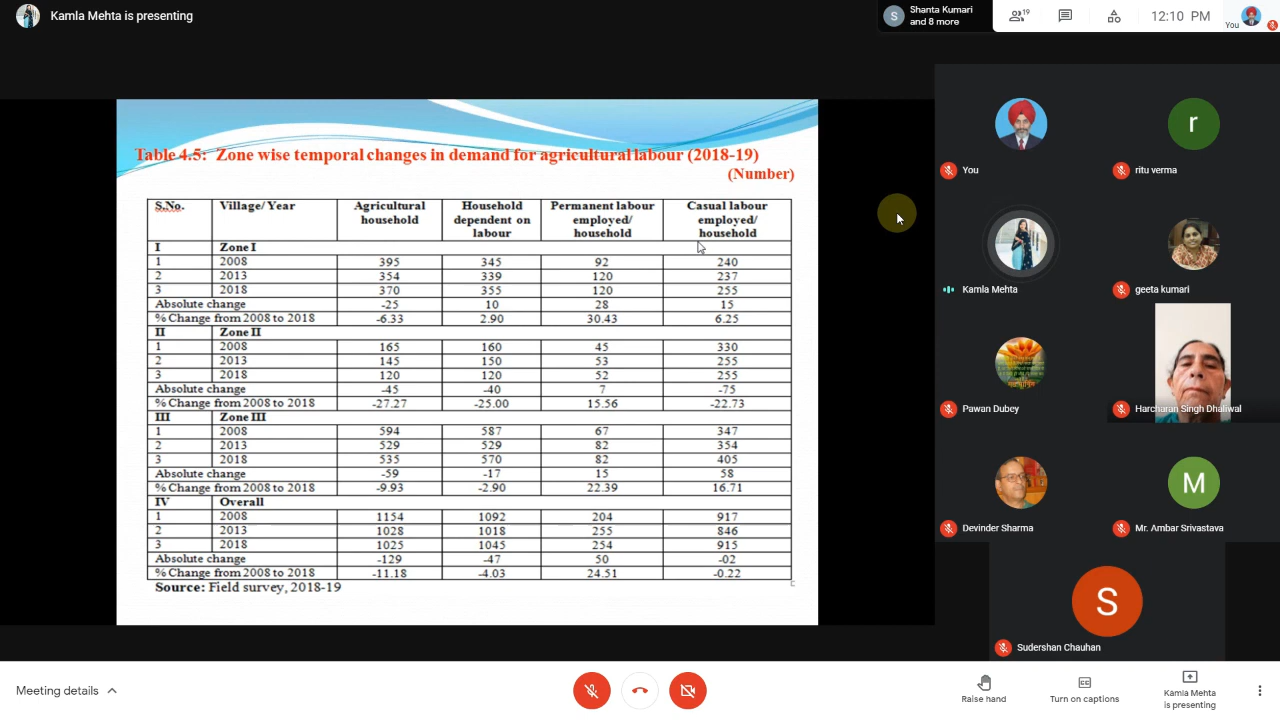 Kamla Mehta is presenting
S
Shanta Kumari
and 8 more
19
12:10 PM
You
Table 4.5: Zone wise temporal changes in demand for agricultural labour (2018-19)
(Number)
S.No. Village/ Year Agricultural household Household dependent on labour Permanent labour employed/ household Casual labour employed/ household
I Zone I
1 2008 395 345 92 240
2 2013 354 339 120 237
3 2018 370 355 120 255
Absolute change -25 10 28 15
% Change from 2008 to 2018 -6.33 2.90 30.43 6.25
II Zone II
1 2008 165 160 45 330
2 2013 145 150 53 255
3 2018 120 120 52 255
Absolute change -45 -40 7 -75
% Change from 2008 to 2018 -27.27 -25.00 15.56 -22.73
III Zone III
1 2008 594 587 67 347
2 2013 529 529 82 354
3 2018 535 570 82 405
Absolute change -59 -17 15 58
% Change from 2008 to 2018 -9.93 -2.90 22.39 16.71
IV Overall
1 2008 1154 1092 204 917
2 2013 1028 1018 255 846
3 2018 1025 1045 254 915
Absolute change -129 -47 50 -02
% Change from 2008 to 2018 -11.18 -4.03 24.51 -0.22
Source: Field survey, 2018-19
You
r
ritu verma
Kamla Mehta
geeta kumari
Pawan Dubey
Harcharan Singh Dhaliwal
Devinder Sharma
M
Mr. Ambar Srivastava
S
Sudershan Chauhan
Meeting details
Raise hand
Turn on captions
Kamla Mehta
is presenting